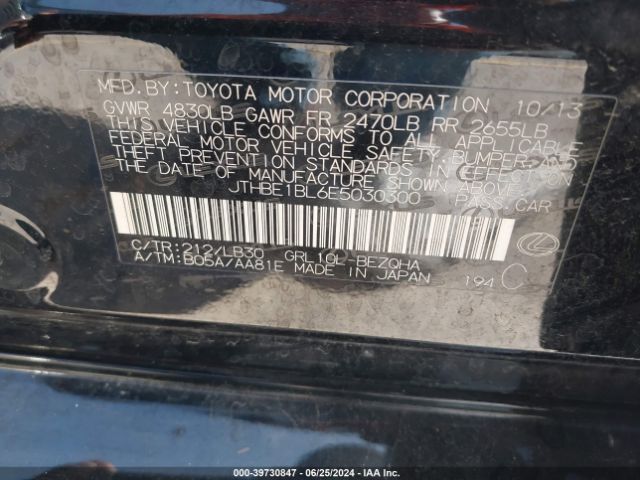 MFD.BY: TOYOTA MOTOR CORPORATION 10/13
GVWR 4830LB GAWR FR 2470LB RR 2655LB
THIS VEHICLE CONFORMS TO ALL APPLICABLE
FEDERAL MOTOR VEHICLE SAFETY, BUMPER, AND
THEFT PREVENTION STANDARDS IN EFFECT ON
THE DATE OF MANUFACTURE SHOWN ABOVE.
JTHBE1BL6E5030300 PASS.CAR
C/TR:212/LB30 GRL10L-BEZQHA
A/TM:B05A/AA81E MADE IN JAPAN
194 C
000-39730847 - 06/25/2024 - IAA